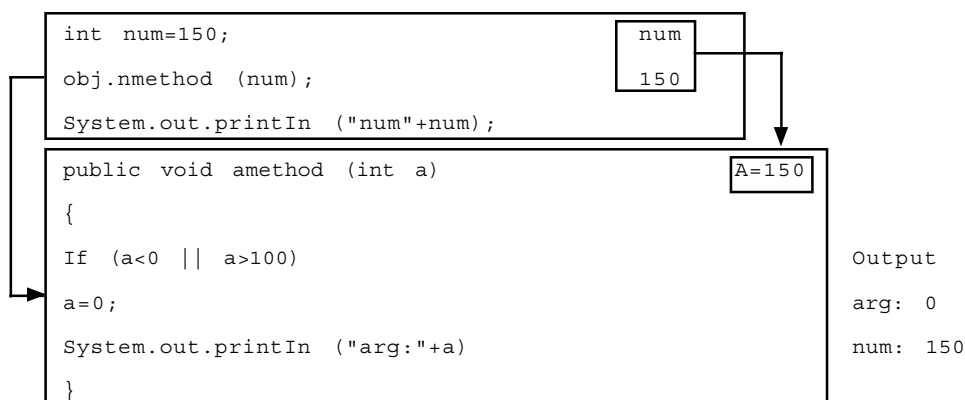 int num=150;
num
obj.nmethod (num);
150
System.out.printIn ("num"+num);
public void amethod (int a)
A=150
{
If (a<0 || a>100)
Output
a=0;
arg: 0
System.out.printIn ("arg:"+a)
num: 150
}